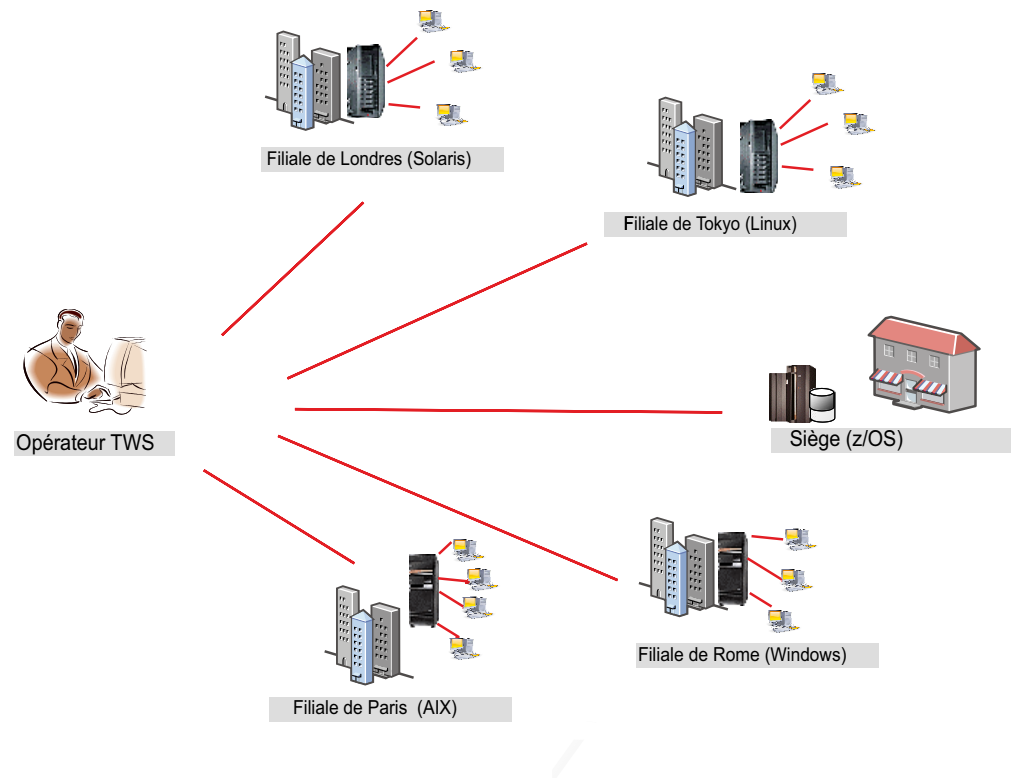 Filiale de Londres (Solaris)
Filiale de Tokyo (Linux)
Opérateur TWS
Siège (z/OS)
Filiale de Rome (Windows)
Filiale de Paris (AIX)